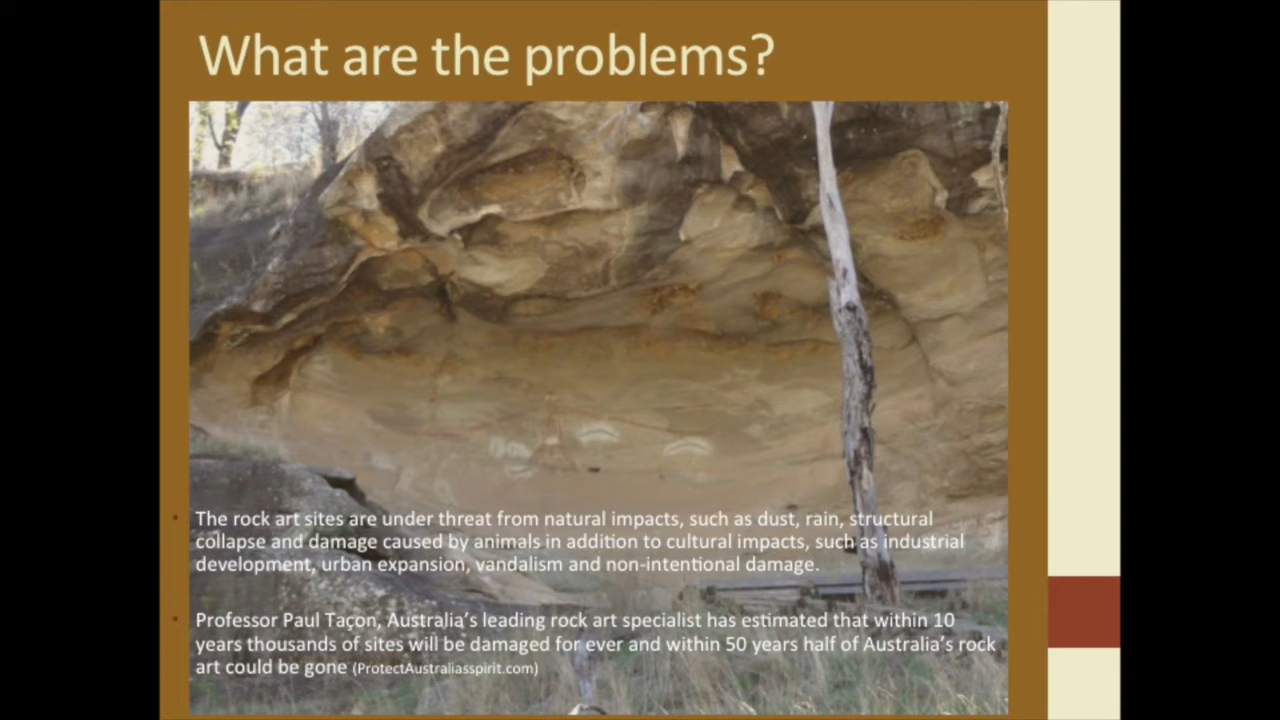 What are the problems?
• The rock art sites are under threat from natural impacts, such as dust, rain, structural
collapse and damage caused by animals in addition to cultural impacts, such as industrial
development, urban expansion, vandalism and non-intentional damage.
• Professor Paul Taçon, Australia's leading rock art specialist has estimated that within 10
years thousands of sites will be damaged for ever and within 50 years half of Australia's rock
art could be gone (ProtectAustraliasspirit.com)